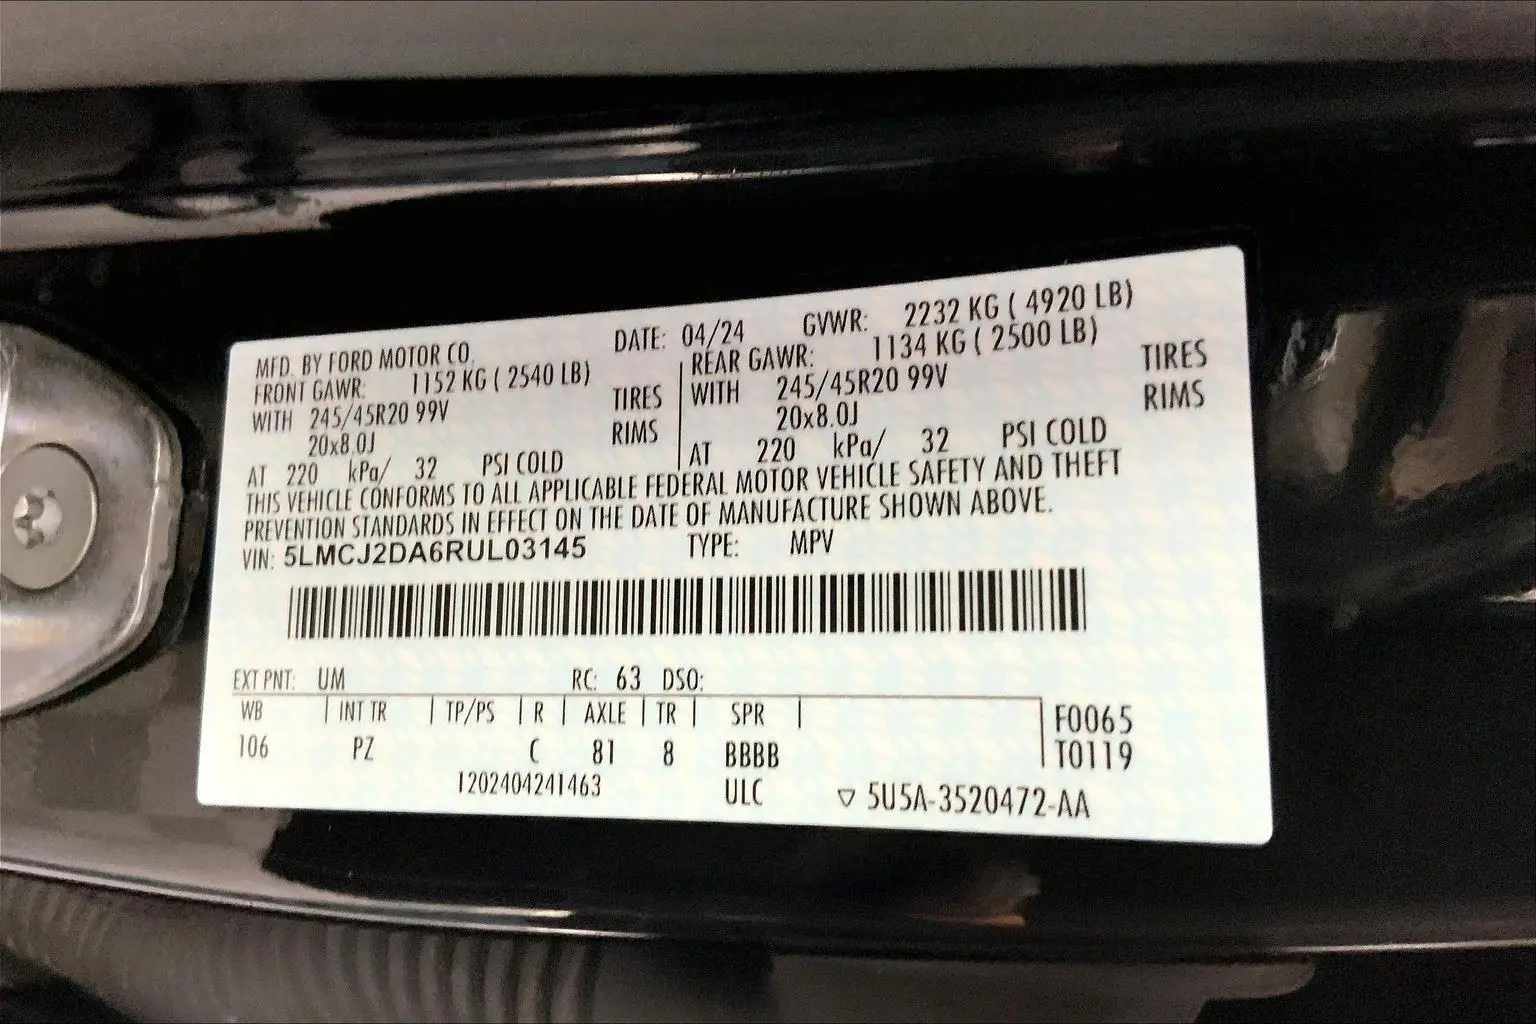 MFD. BY FORD MOTOR CO. DATE: 04/24 GVWR: 2232 KG ( 4920 LB)
FRONT GAWR: 1152 KG ( 2540 LB) REAR GAWR: 1134 KG ( 2500 LB)
WITH 245/45R20 99V TIRES WITH 245/45R20 99V TIRES
20x8.0J RIMS 20x8.0J RIMS
AT 220 kPa/ 32 PSI COLD AT 220 kPa/ 32 PSI COLD
THIS VEHICLE CONFORMS TO ALL APPLICABLE FEDERAL MOTOR VEHICLE SAFETY AND THEFT
PREVENTION STANDARDS IN EFFECT ON THE DATE OF MANUFACTURE SHOWN ABOVE.
VIN: 5LMCJ2DA6RUL03145 TYPE: MPV
EXT PNT: UM RC: 63 DSO:
WB INT TR TP/PS R AXLE TR SPR F0065
106 PZ C 81 8 BBBB T0119
1202404241463 ULC ▽ 5U5A-3520472-AA